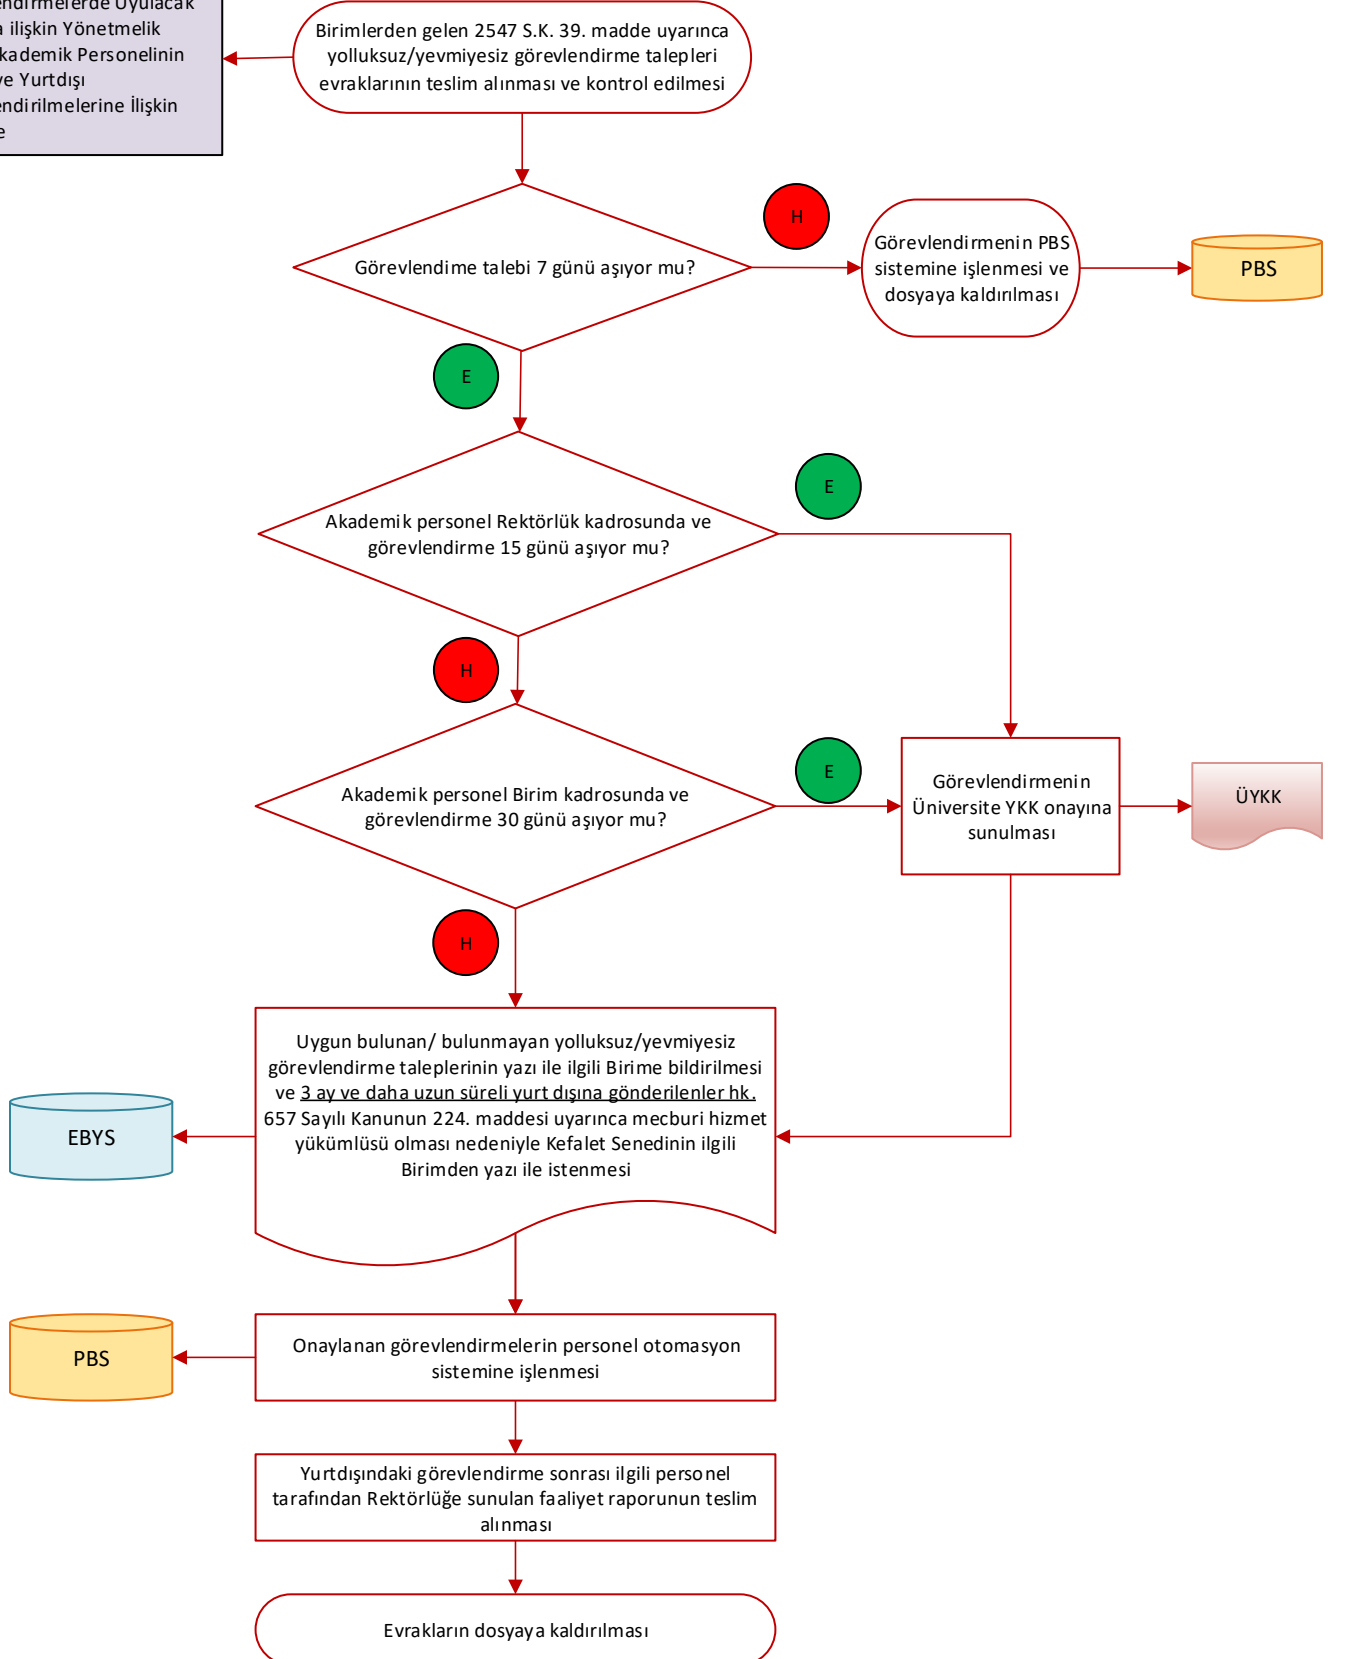 endirmelerde Uyulacak
a ilişkin Yönetmelik
kademik Personelinin
ve Yurtdışı
endirilmelerine İlişkin
e
Birimlerden gelen 2547 S.K. 39. madde uyarınca
yolluksuz/yevmiyesiz görevlendirme talepleri
evraklarının teslim alınması ve kontrol edilmesi
Görevlendime talebi 7 günü aşıyor mu?
H
Görevlendirmenin PBS
sistemine işlenmesi ve
dosyaya kaldırılması
PBS
E
Akademik personel Rektörlük kadrosunda ve
görevlendirme 15 günü aşıyor mu?
E
H
Akademik personel Birim kadrosunda ve
görevlendirme 30 günü aşıyor mu?
E
Görevlendirmenin
Üniversite YKK onayına
sunulması
ÜYKK
H
Uygun bulunan/ bulunmayan yolluksuz/yevmiyesiz
görevlendirme taleplerinin yazı ile ilgili Birime bildirilmesi
ve 3 ay ve daha uzun süreli yurt dışına gönderilenler hk.
657 Sayılı Kanunun 224. maddesi uyarınca mecburi hizmet
yükümlüsü olması nedeniyle Kefalet Senedinin ilgili
Birimden yazı ile istenmesi
EBYS
Onaylanan görevlendirmelerin personel otomasyon
sistemine işlenmesi
PBS
Yurtdışındaki görevlendirme sonrası ilgili personel
tarafından Rektörlüğe sunulan faaliyet raporunun teslim
alınması
Evrakların dosyaya kaldırılması